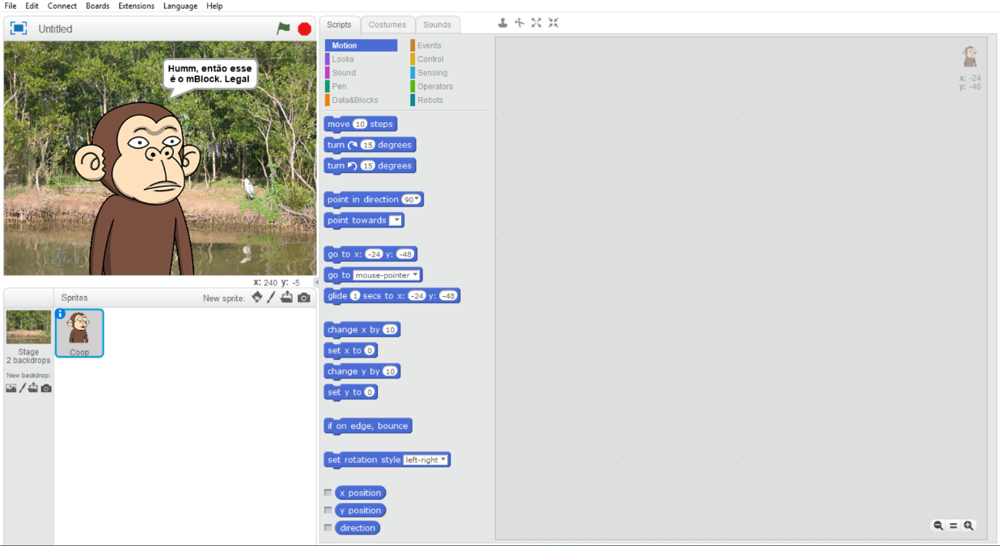 File Edit Connect Boards Extensions Language Help
Untitled
Humm, então esse
é o mBlock. Legal
x: 240 y: -5
Sprites
New sprite:
Stage
2 backdrops
New backdrop:
Coop
Scripts Costumes Sounds
Motion Events
Looks Control
Sound Sensing
Pen Operators
Data&Blocks Robots
move 10 steps
turn 15 degrees
turn 15 degrees
point in direction 90
point towards
go to x: -24 y: -48
go to mouse-pointer
glide 1 secs to x: -24 y: -48
change x by 10
set x to 0
change y by 10
set y to 0
if on edge, bounce
set rotation style left-right
x position
y position
direction
x: -24
y: -48